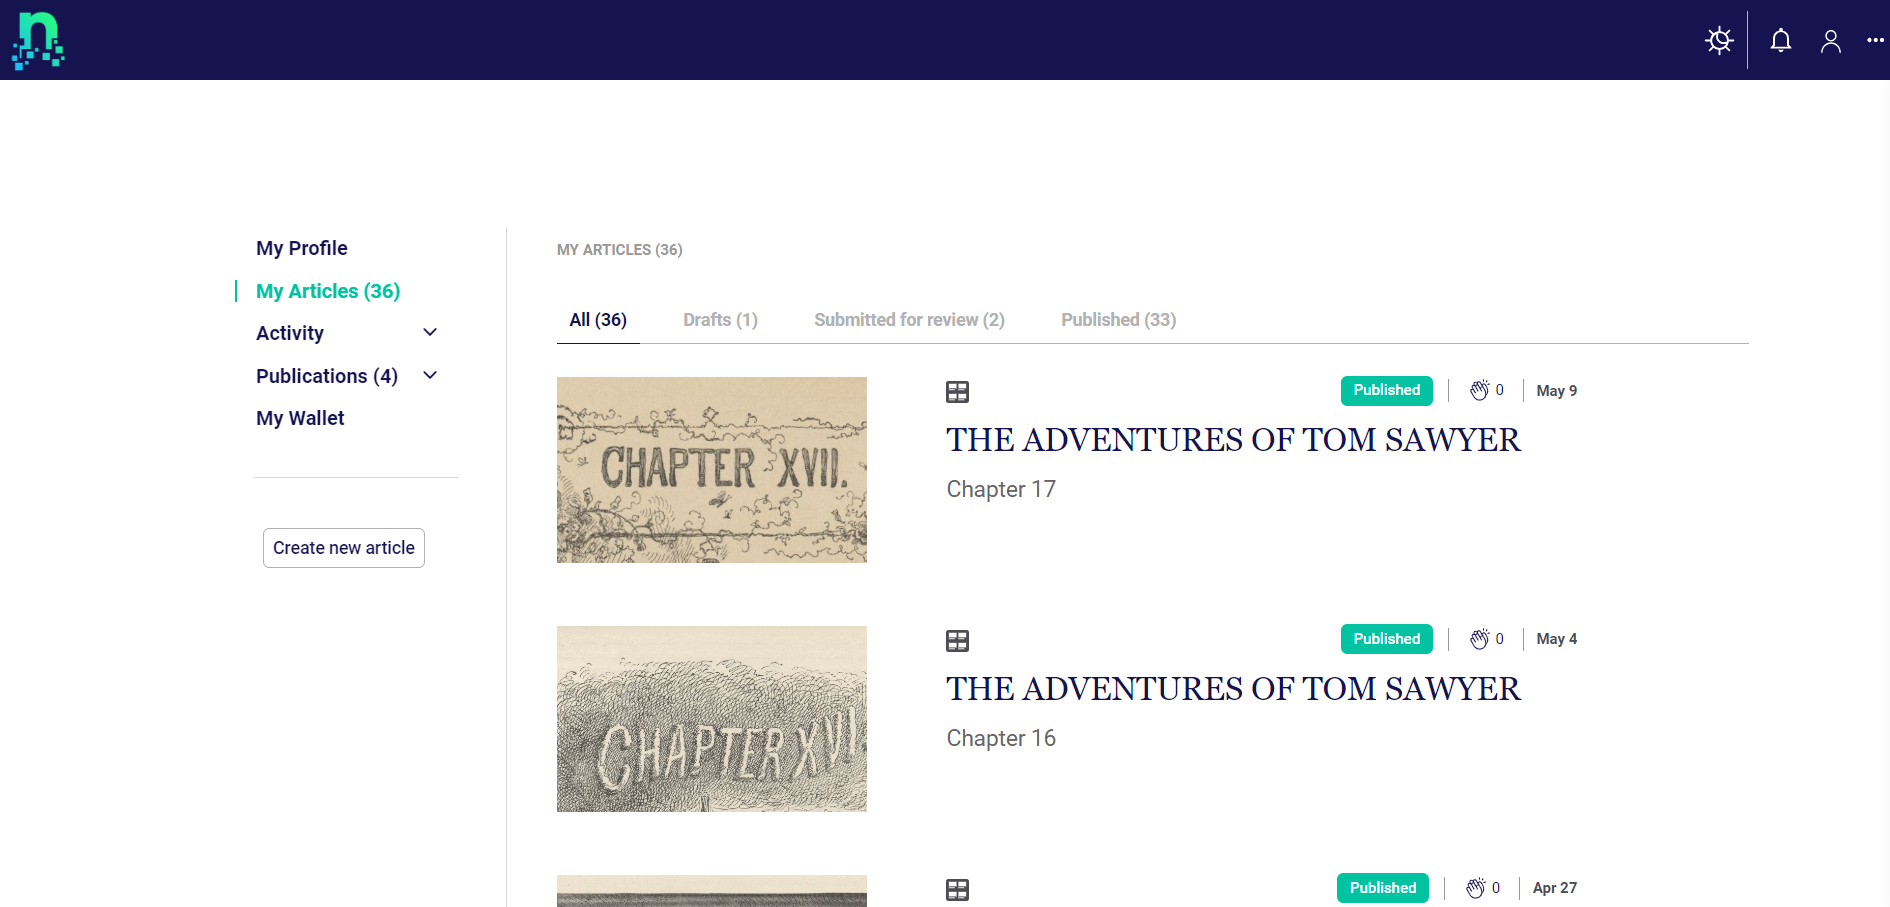 n
My Profile
My Articles (36)
Activity
Publications (4)
My Wallet
Create new article
MY ARTICLES (36)
All (36) Drafts (1) Submitted for review (2) Published (33)
CHAPTER XVII.
Published 0 May 9
THE ADVENTURES OF TOM SAWYER
Chapter 17
CHAPTER XVI
Published 0 May 4
THE ADVENTURES OF TOM SAWYER
Chapter 16
Published 0 Apr 27